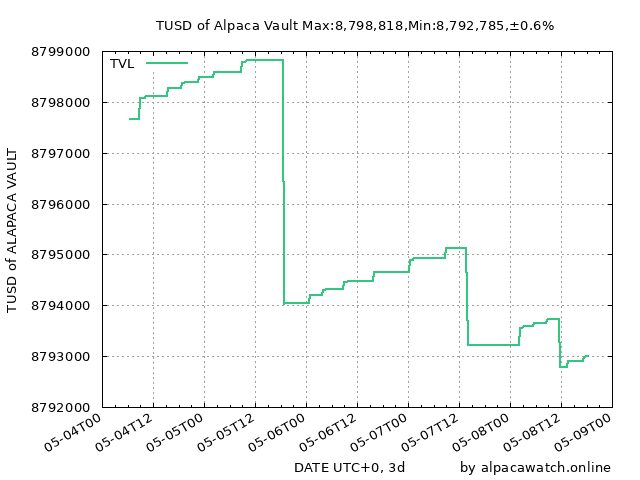 TUSD of Alpaca Vault Max:8,798,818,Min:8,792,785,±0.6%
TVL
8799000
8798000
8797000
8796000
8795000
8794000
8793000
8792000
TUSD of ALAPACA VAULT
05-04T00
05-04T12
05-05T00
05-05T12
05-06T00
05-06T12
05-07T00
05-07T12
05-08T00
05-08T12
05-09T00
DATE UTC+0, 3d
by alpacawatch.online